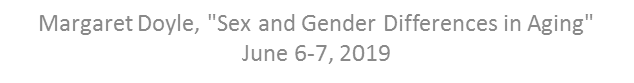 Margaret Doyle, "Sex and Gender Differences in Aging"
June 6-7, 2019